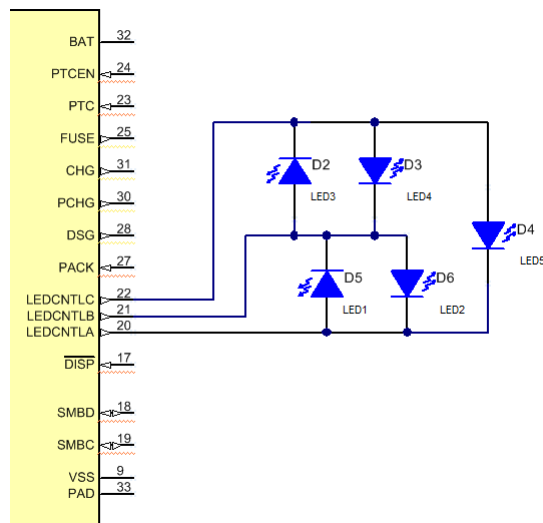 BAT 32
PTCEN 24
PTC 23
FUSE 25
CHG 31
PCHG 30
DSG 28
PACK 27
LEDCNTLC 22
LEDCNTLB 21
LEDCNTLA 20
DISP 17
SMBD 18
SMBC 19
VSS 9
PAD 33
D2
LED3
D3
LED4
D4
LED5
D5
LED1
D6
LED2